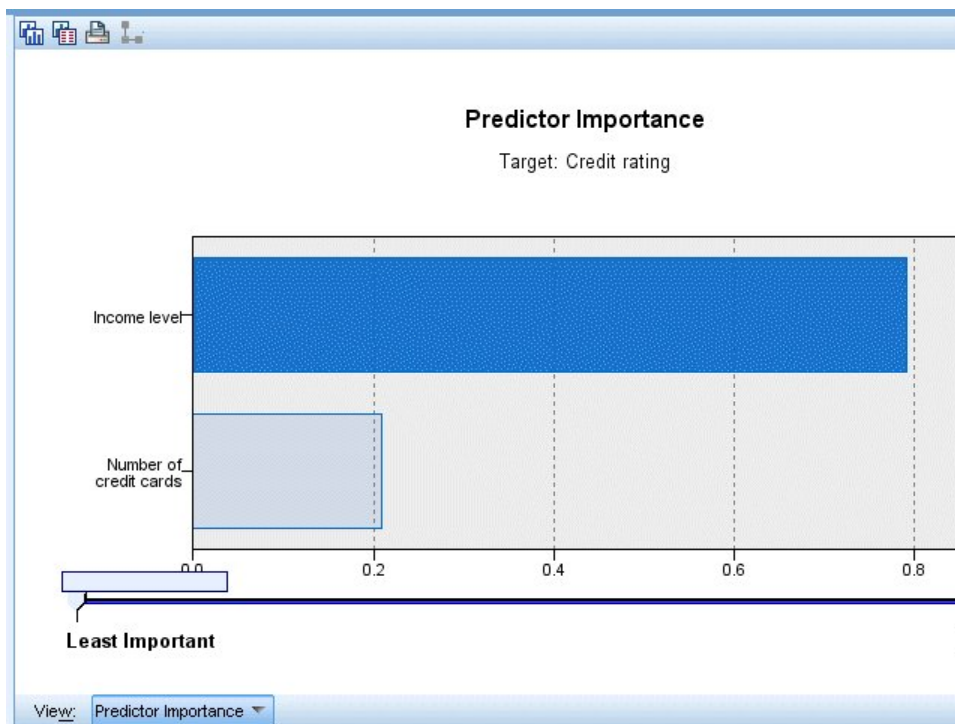 Predictor Importance
Target: Credit rating
Income level
Number of
credit cards
0.0
0.2
0.4
0.6
0.8
Least Important
View:
Predictor Importance